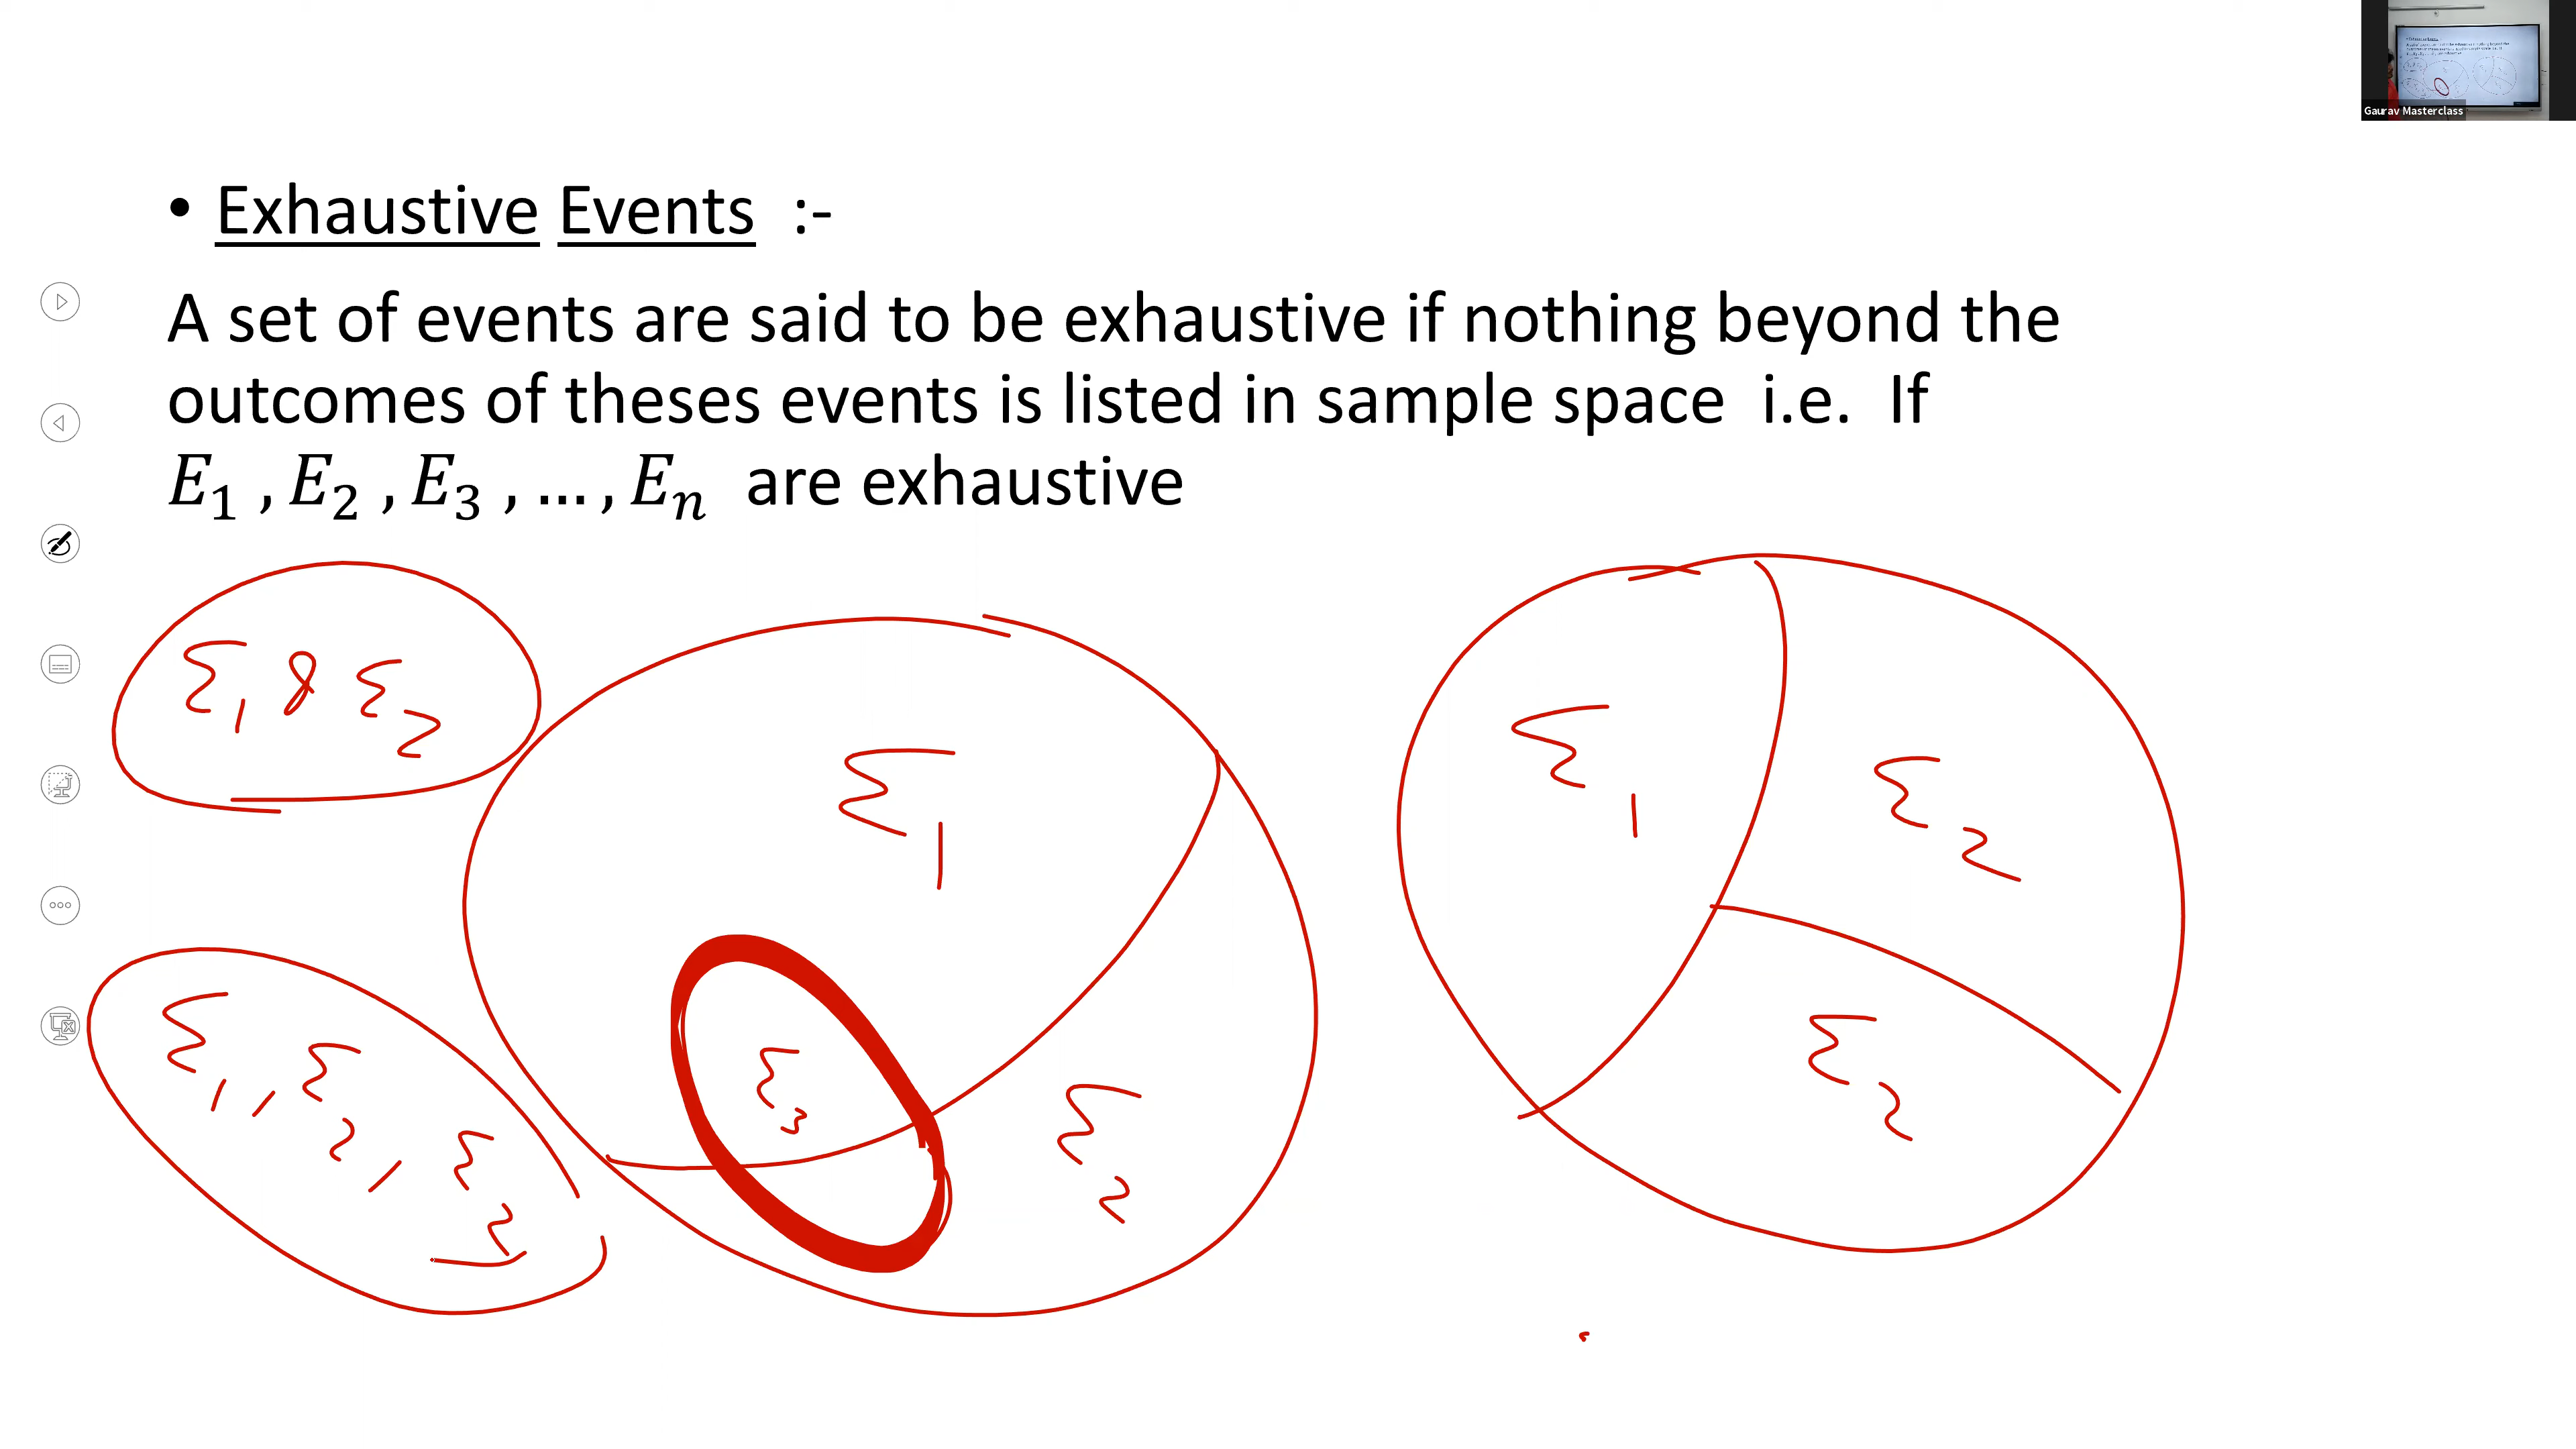 Gaurav Masterclass
• Exhaustive Events :-
A set of events are said to be exhaustive if nothing beyond the
outcomes of theses events is listed in sample space i.e. If
E₁ , E₂ , E₃ , … , Eₙ are exhaustive
E₁ & E₂
E₁
E₃
E₂
E₁, E₂, E₃
E₁
E₂
E₂